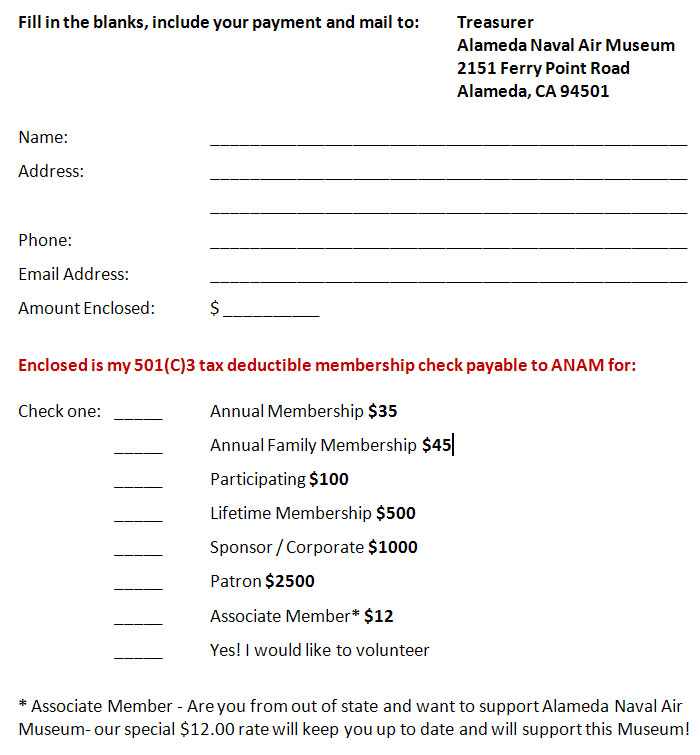 Fill in the blanks, include your payment and mail to: Treasurer
Alameda Naval Air Museum
2151 Ferry Point Road
Alameda, CA 94501
Name: ____________________
Address: ____________________
____________________
Phone: ____________________
Email Address: ____________________
Amount Enclosed: $ __________
Enclosed is my 501(C)3 tax deductible membership check payable to ANAM for:
Check one: _____ Annual Membership $35
_____ Annual Family Membership $45
_____ Participating $100
_____ Lifetime Membership $500
_____ Sponsor / Corporate $1000
_____ Patron $2500
_____ Associate Member* $12
_____ Yes! I would like to volunteer
* Associate Member - Are you from out of state and want to support Alameda Naval Air
Museum- our special $12.00 rate will keep you up to date and will support this Museum!